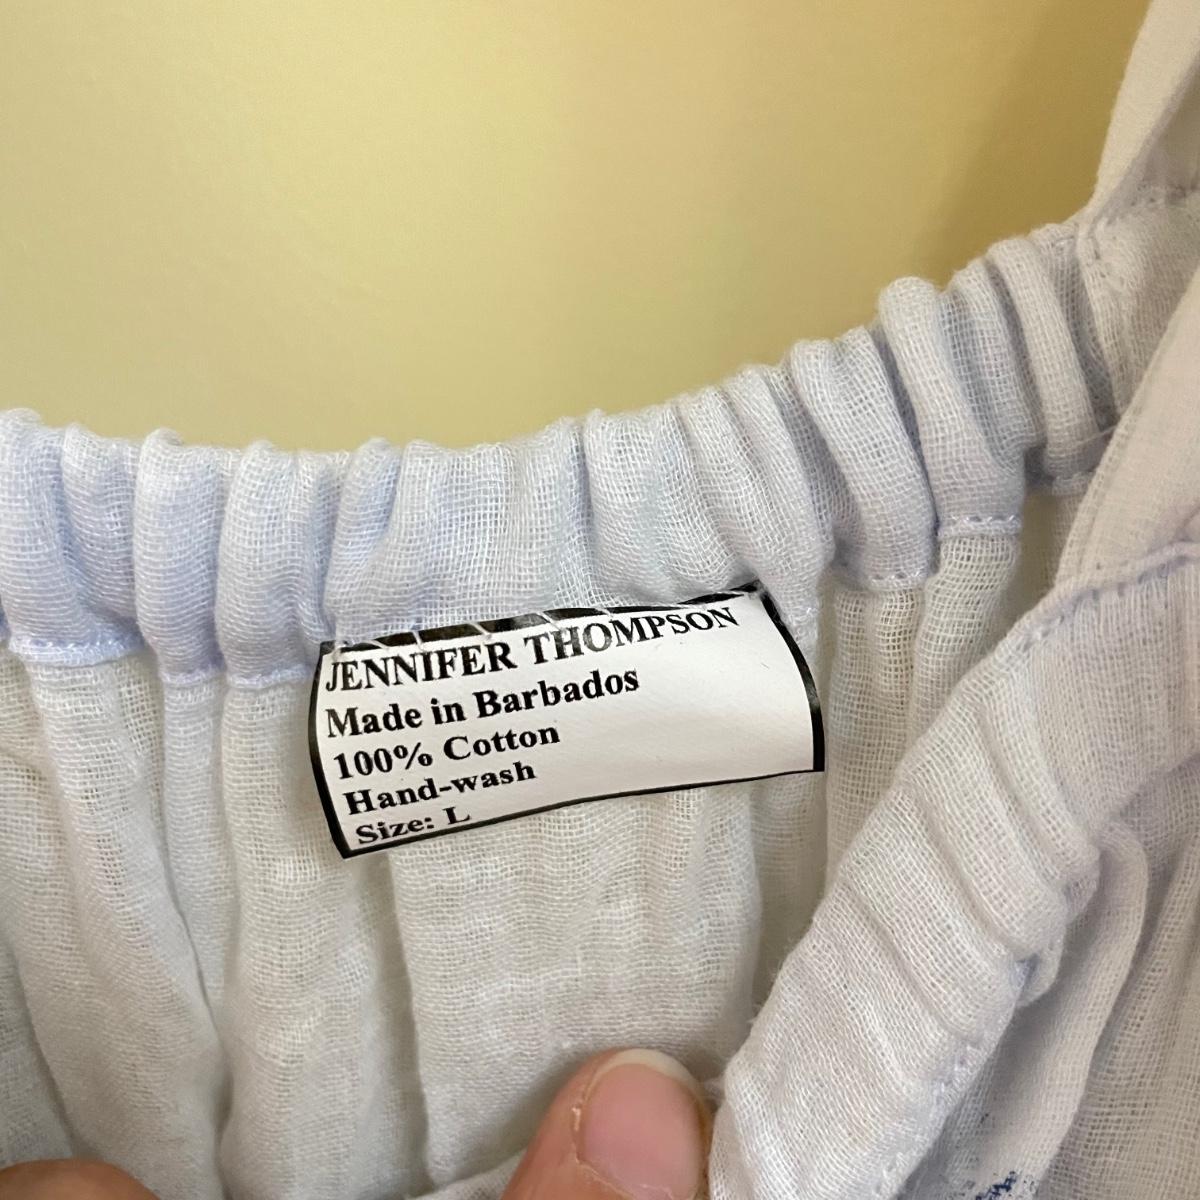 JENNIFER THOMPSON
Made in Barbados
100% Cotton
Hand-wash
Size: L